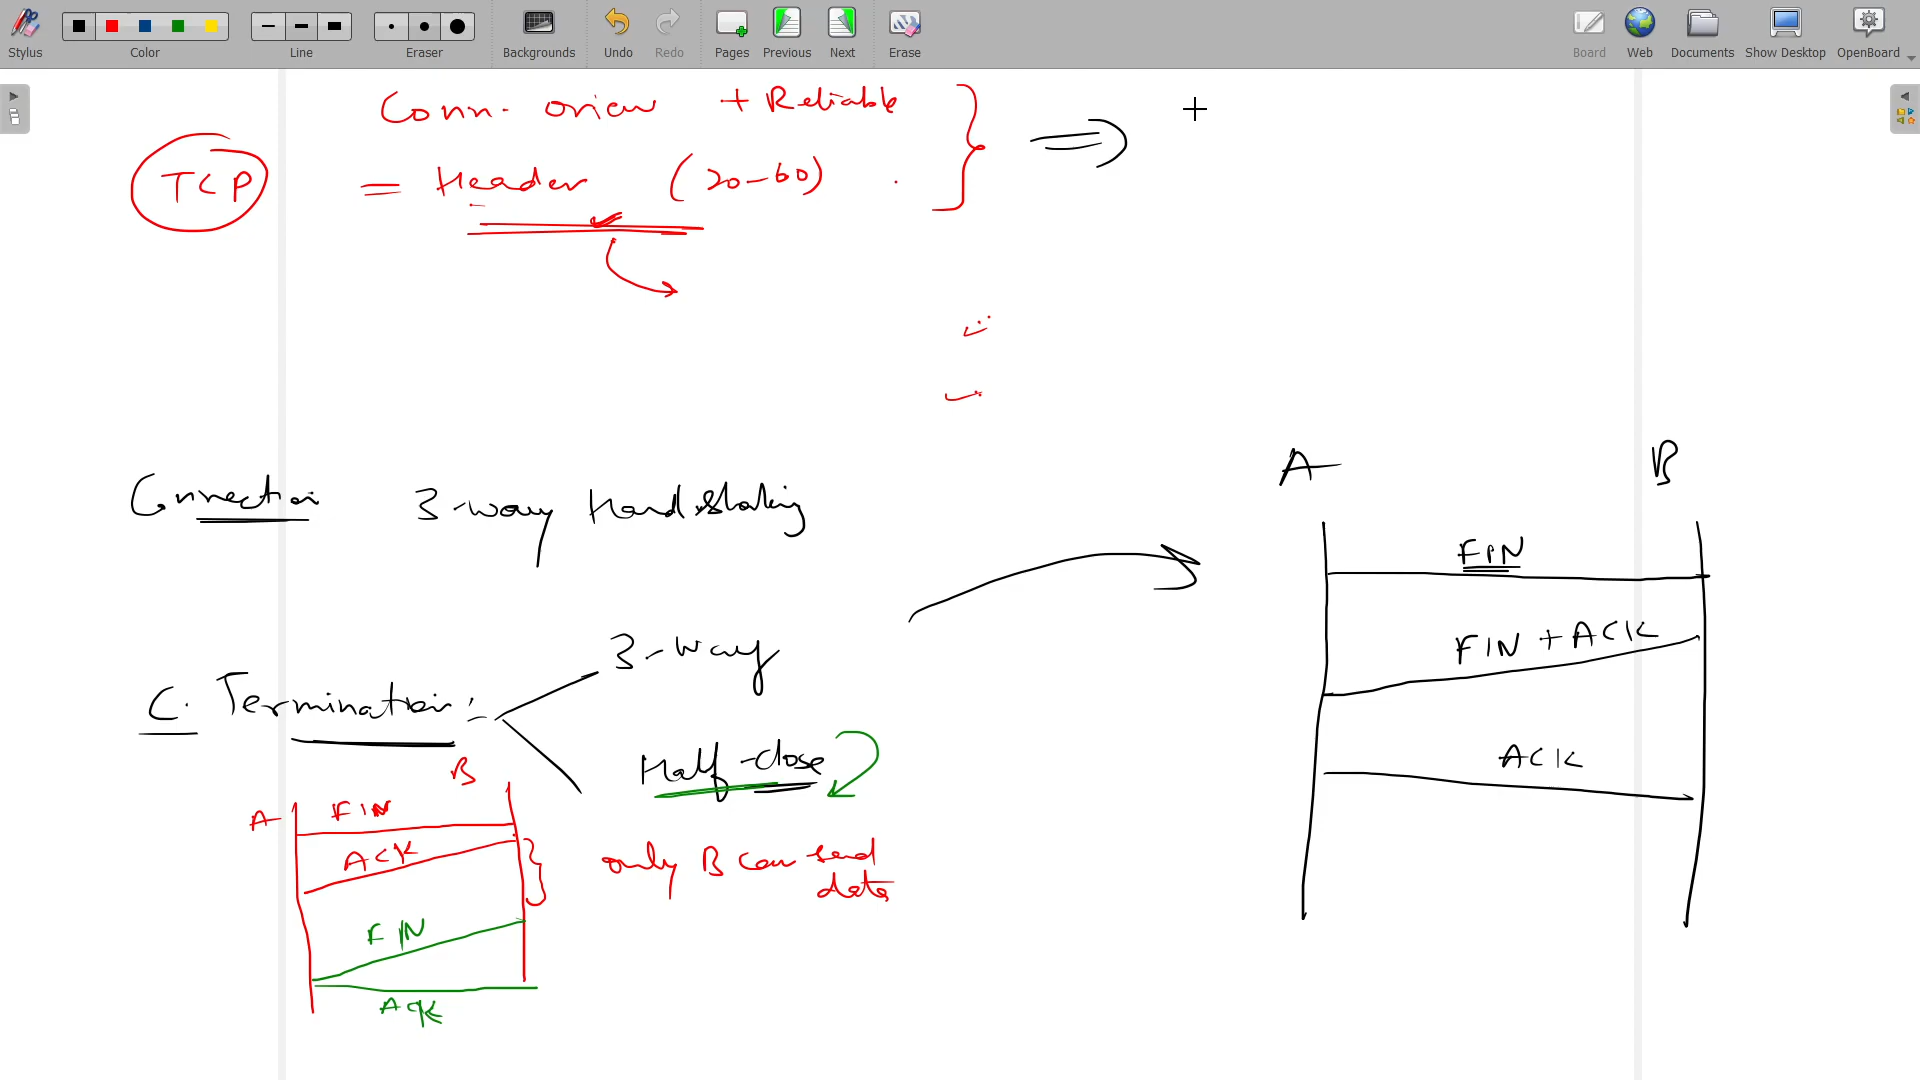 Stylus Color Line Eraser Backgrounds Undo Redo Pages Previous Next Erase Board Web Documents Show Desktop OpenBoard
Conn. orien + Reliable
TCP
= Header (20-60)
Connection 3-way Handshaking
C. Termination:
3-way
Half-close
A B
FIN
ACK
only B can send
data
FIN
ACK
A B
FIN
FIN + ACK
ACK